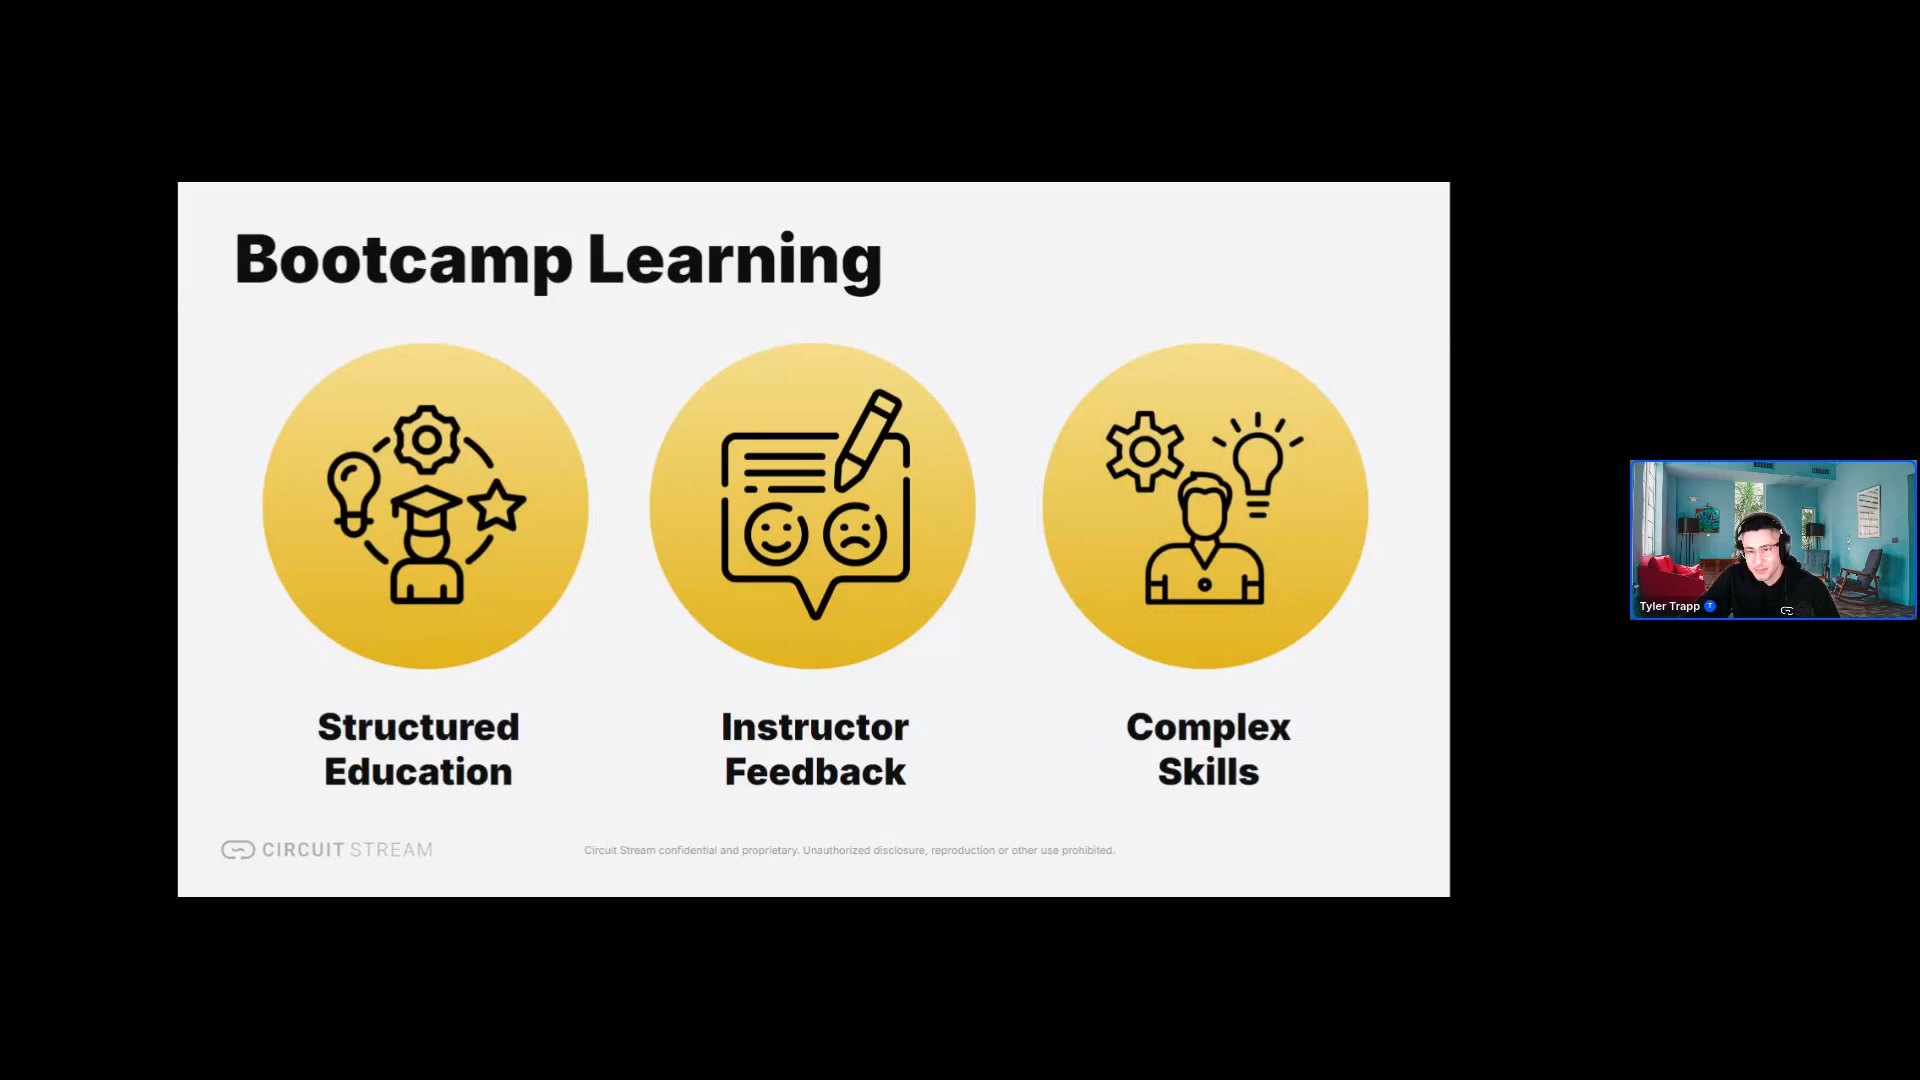 Bootcamp Learning
Structured
Education
Instructor
Feedback
Complex
Skills
CIRCUIT STREAM
Circuit Stream confidential and proprietary. Unauthorized disclosure, reproduction or other use prohibited.
Tyler Trapp